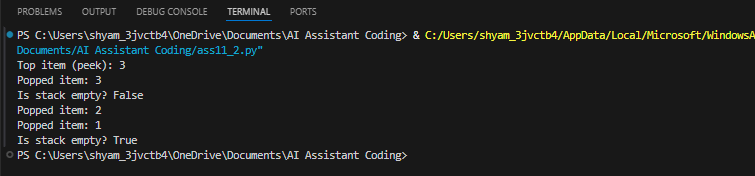 PROBLEMS OUTPUT DEBUG CONSOLE TERMINAL PORTS
PS C:\Users\shyam_3jvctb4\OneDrive\Documents\AI Assistant Coding> & C:/Users/shyam_3jvctb4/AppData/Local/Microsoft/WindowsA
Documents/AI Assistant Coding/ass11_2.py"
Top item (peek): 3
Popped item: 3
Is stack empty? False
Popped item: 2
Popped item: 1
Is stack empty? True
PS C:\Users\shyam_3jvctb4\OneDrive\Documents\AI Assistant Coding>